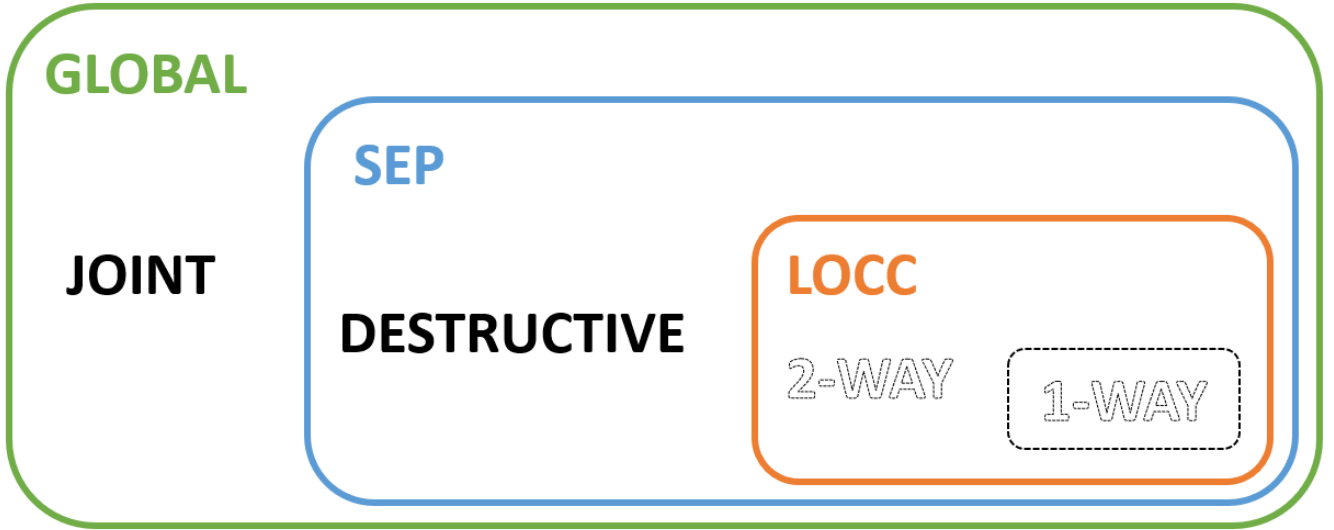 GLOBAL
SEP
JOINT
LOCC
DESTRUCTIVE
2-WAY
1-WAY